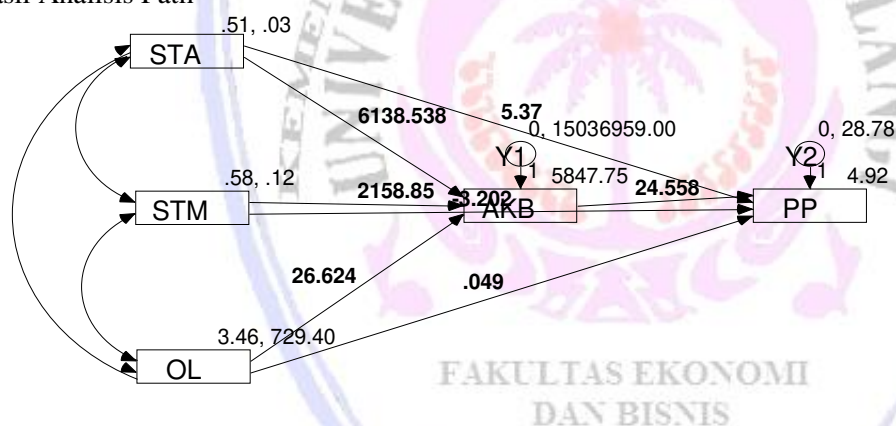 Analisis Path
.51, .03
STA
6138.538
5.37
0, 15036959.00
0, 28.78
Y1
1
Y2
1
.58, .12
5847.75
4.92
STM
2158.85
-3.202
AKB
24.558
PP
26.624
.049
3.46, 729.40
OL
FAKULTAS EKONOMI
DAN BISNIS